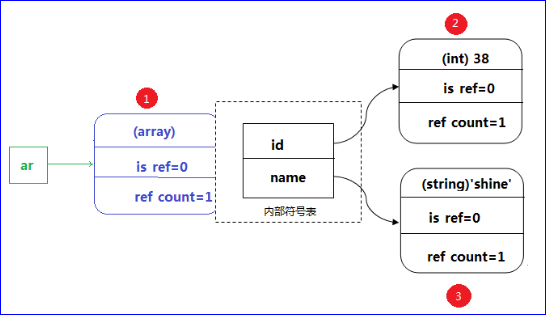 ar
1
(array)
is ref=0
ref count=1
id
name
内部符号表
2
(int) 38
is ref=0
ref count=1
(string)'shine'
is ref=0
ref count=1
3